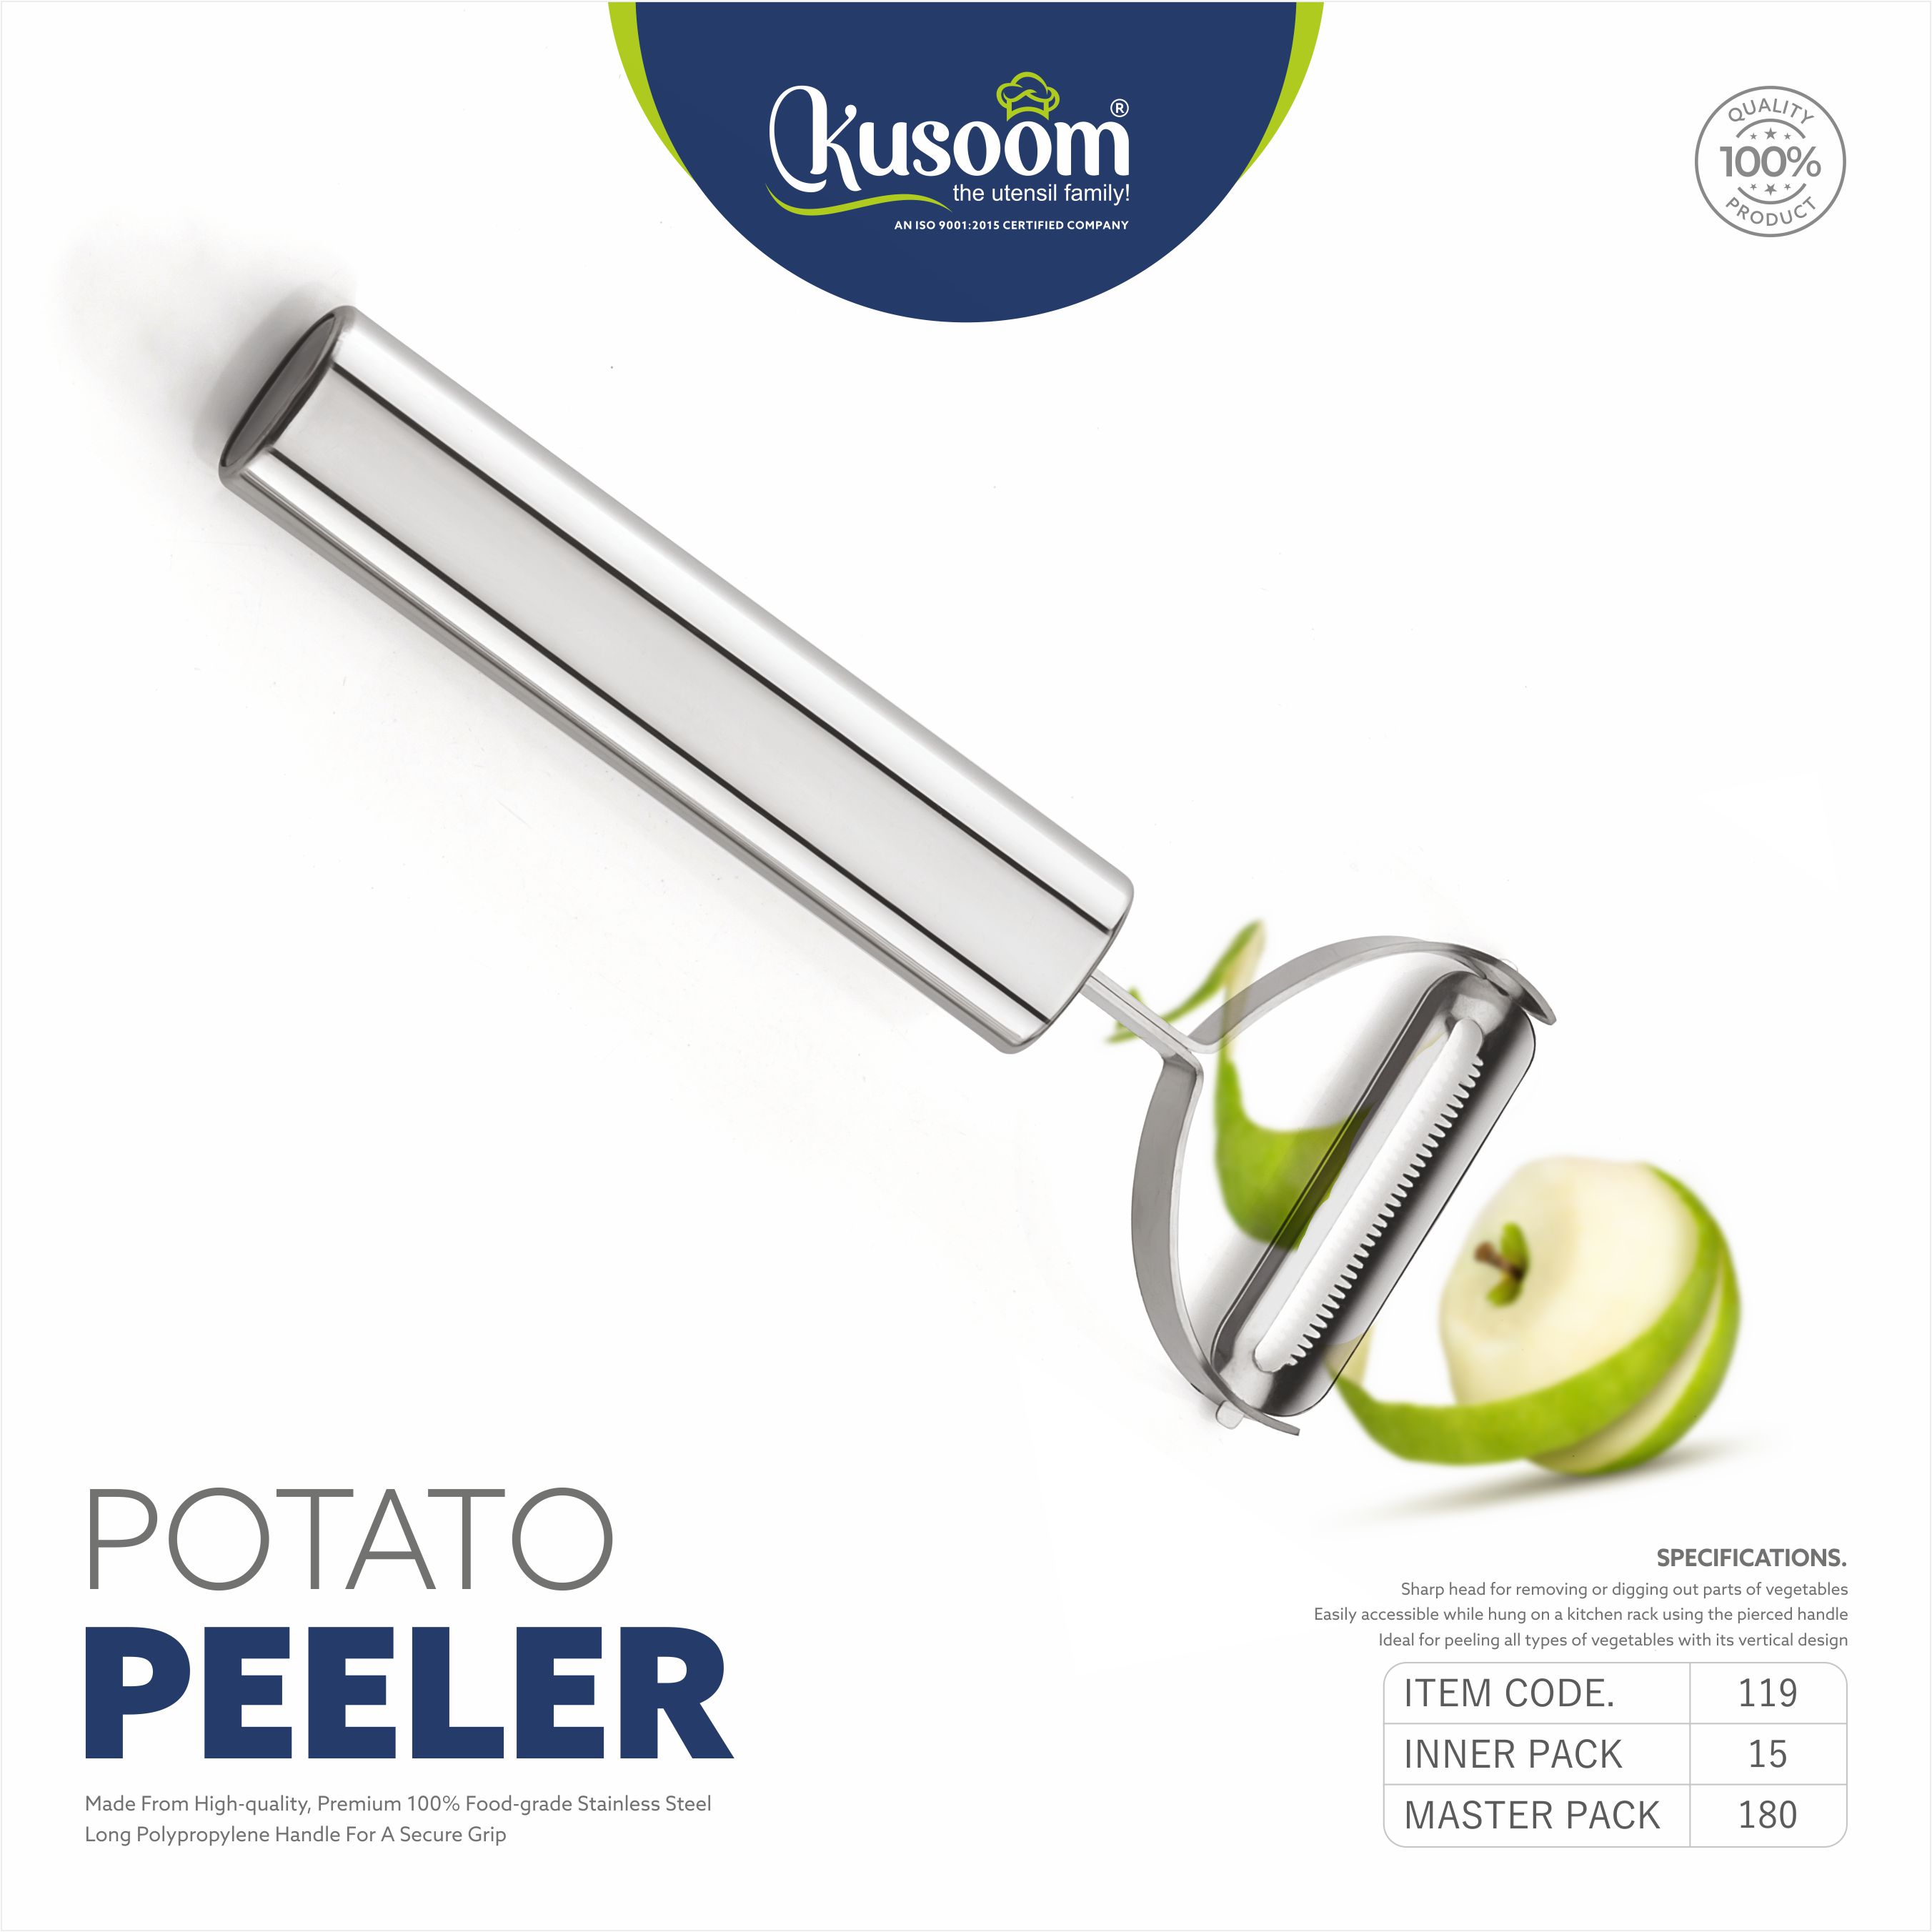 Kusoom®
the utensil family!
AN ISO 9001:2015 CERTIFIED COMPANY
QUALITY
100%
PRODUCT
POTATO
PEELER
Made From High-quality, Premium 100% Food-grade Stainless Steel
Long Polypropylene Handle For A Secure Grip
SPECIFICATIONS.
Sharp head for removing or digging out parts of vegetables
Easily accessible while hung on a kitchen rack using the pierced handle
Ideal for peeling all types of vegetables with its vertical design
ITEM CODE. 119
INNER PACK 15
MASTER PACK 180